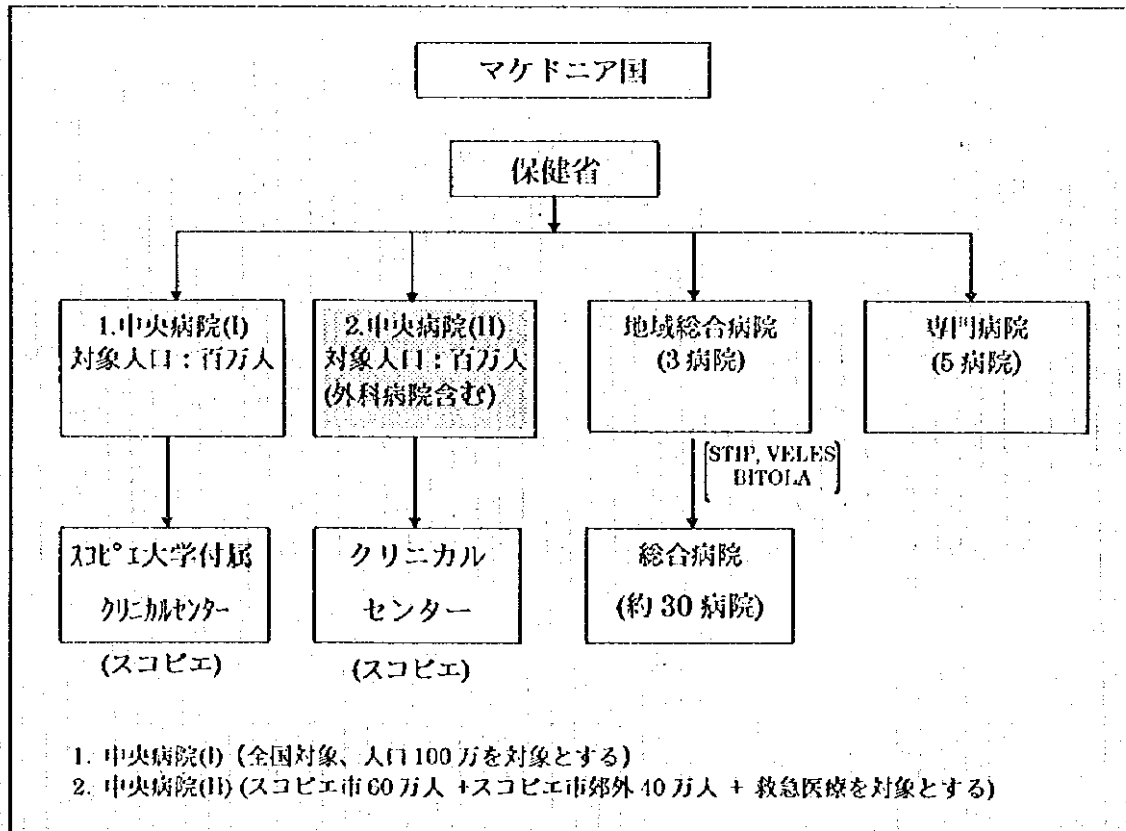 マケドニア国
保健省
1.中央病院(I)
対象人口：百万人
2.中央病院(II)
対象人口：百万人
(外科病院含む)
地域総合病院
(3 病院)
専門病院
(5 病院)
[STIP, VELES
BITOLA]
スコピエ大学付属
クリニカルセンター
(スコピエ)
クリニカル
センター
(スコピエ)
総合病院
(約 30 病院)
1. 中央病院(I) (全国対象、人口100万を対象とする)
2. 中央病院(II) (スコピエ市 60 万人 +スコピエ市郊外 40 万人 + 救急医療を対象とする)